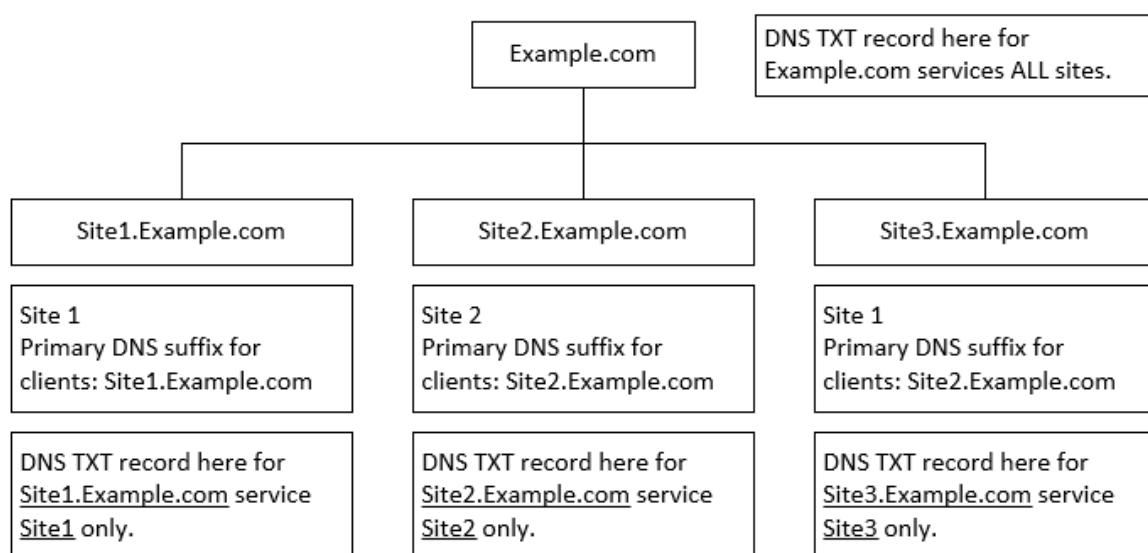 Example.com
DNS TXT record here for
Example.com services ALL sites.
Site1.Example.com
Site2.Example.com
Site3.Example.com
Site 1
Primary DNS suffix for
clients: Site1.Example.com
Site 2
Primary DNS suffix for
clients: Site2.Example.com
Site 1
Primary DNS suffix for
clients: Site2.Example.com
DNS TXT record here for
Site1.Example.com service
Site1 only.
DNS TXT record here for
Site2.Example.com service
Site2 only.
DNS TXT record here for
Site3.Example.com service
Site3 only.